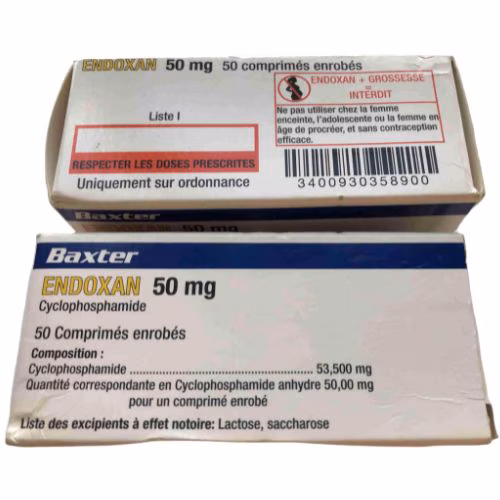 ENDOXAN 50 mg 50 comprimés enrobés
ENDOXAN + GROSSESSE
=
INTERDIT
Liste I
Ne pas utiliser chez la femme
enceinte, l'adolescente ou la femme en
âge de procréer, et sans contraception
efficace.
RESPECTER LES DOSES PRESCRITES
Uniquement sur ordonnance
3400930358900
Baxter
ENDOXAN 50 mg
Baxter
ENDOXAN 50 mg
Cyclophosphamide
50 Comprimés enrobés
Composition :
Cyclophosphamide ........................................................ 53,500 mg
Quantité correspondante en Cyclophosphamide anhydre 50,00 mg
pour un comprimé enrobé
Liste des excipients à effet notoire: Lactose, saccharose